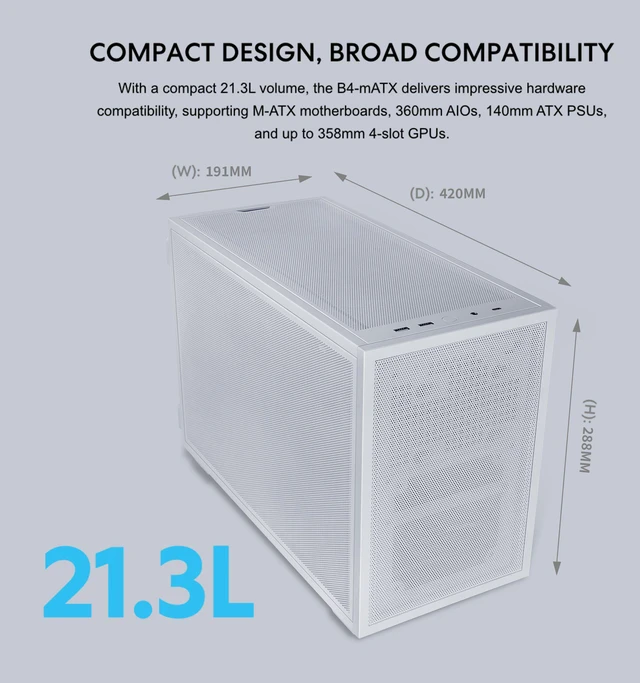 COMPACT DESIGN, BROAD COMPATIBILITY
With a compact 21.3L volume, the B4-mATX delivers impressive hardware
compatibility, supporting M-ATX motherboards, 360mm AIOs, 140mm ATX PSUs,
and up to 358mm 4-slot GPUs.
(W): 191MM
(D): 420MM
(H): 288MM
21.3L